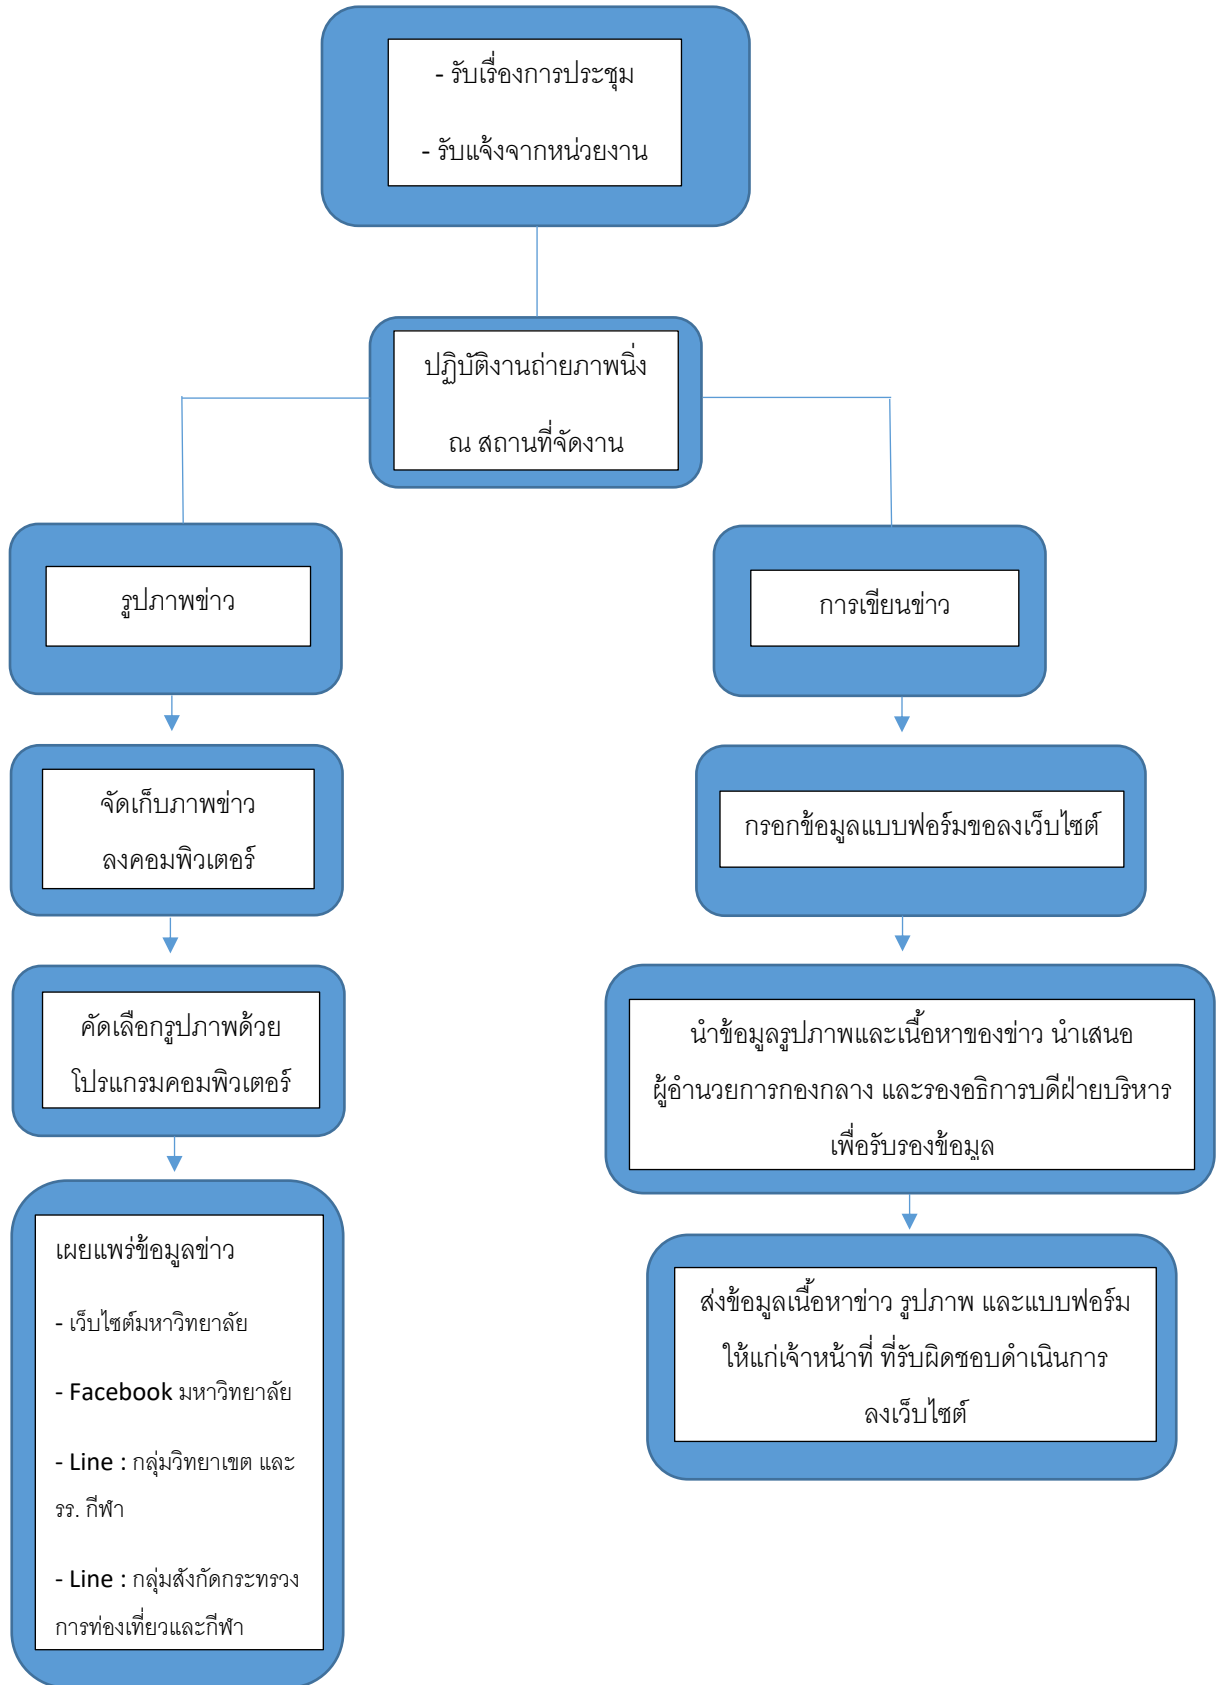 - รับเรื่องการประชุม
- รับแจ้งจากหน่วยงาน
ปฏิบัติงานถ่ายภาพนิ่ง
ณ สถานที่จัดงาน
รูปภาพข่าว
การเขียนข่าว
จัดเก็บภาพข่าว
ลงคอมพิวเตอร์
กรอกข้อมูลแบบฟอร์มขอลงเว็บไซต์
คัดเลือกรูปภาพด้วย
โปรแกรมคอมพิวเตอร์
นำข้อมูลรูปภาพและเนื้อหาของข่าว นำเสนอ
ผู้อำนวยการกองกลาง และรองอธิการบดีฝ่ายบริหาร
เพื่อรับรองข้อมูล
เผยแพร่ข้อมูลข่าว
- เว็บไซต์มหาวิทยาลัย
- Facebook มหาวิทยาลัย
- Line : กลุ่มวิทยาเขต และ
รร. กีฬา
- Line : กลุ่มสังกัดกระทรวง
การท่องเที่ยวและกีฬา
ส่งข้อมูลเนื้อหาข่าว รูปภาพ และแบบฟอร์ม
ให้แก่เจ้าหน้าที่ ที่รับผิดชอบดำเนินการ
ลงเว็บไซต์